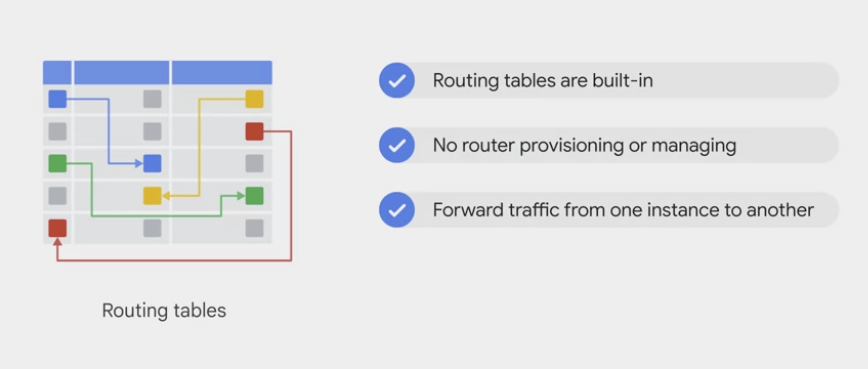 Routing tables are built-in
No router provisioning or managing
Forward traffic from one instance to another
Routing tables